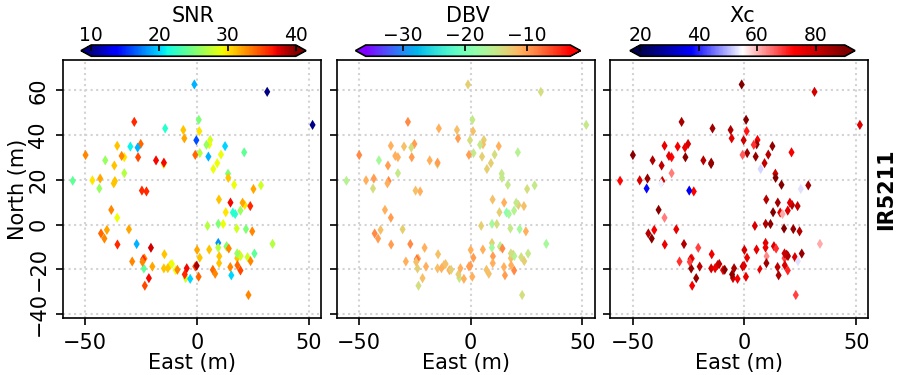 SNR
DBV
Xc
10 20 30 40
−30 −20 −10
20 40 60 80
60
40
20
0
−20
−40
North (m)
IR5211
−50 0 50
−50 0 50
−50 0 50
East (m)
East (m)
East (m)